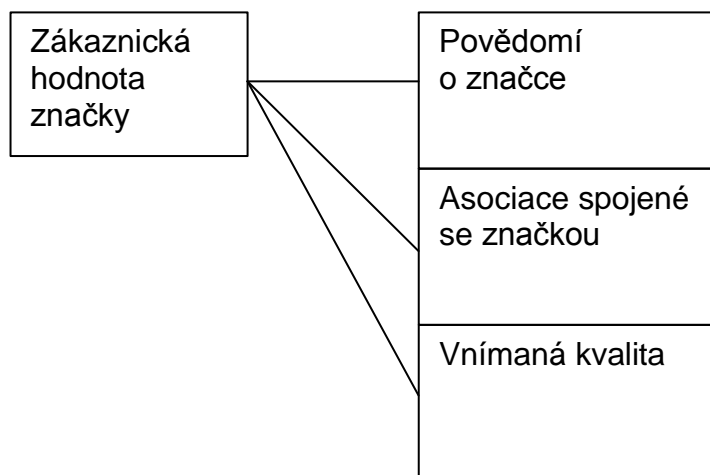 Zákaznická
hodnota
značky
Povědomí
o značce
Asociace spojené
se značkou
Vnímaná kvalita